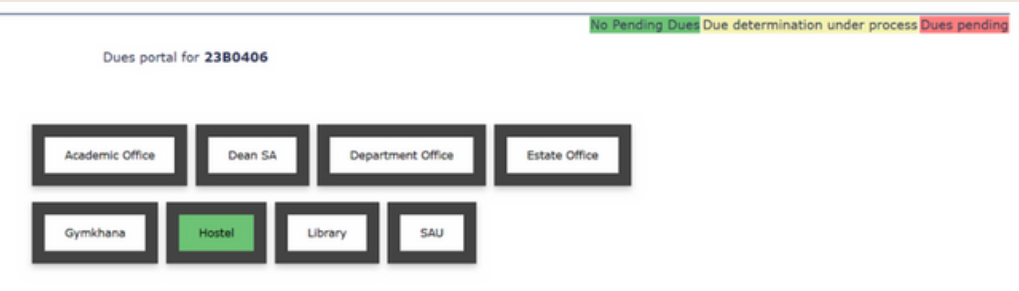 No Pending Dues Due determination under process Dues pending
Dues portal for 23B0406
Academic Office Dean SA Department Office Estate Office
Gymkhana Hostel Library SAU